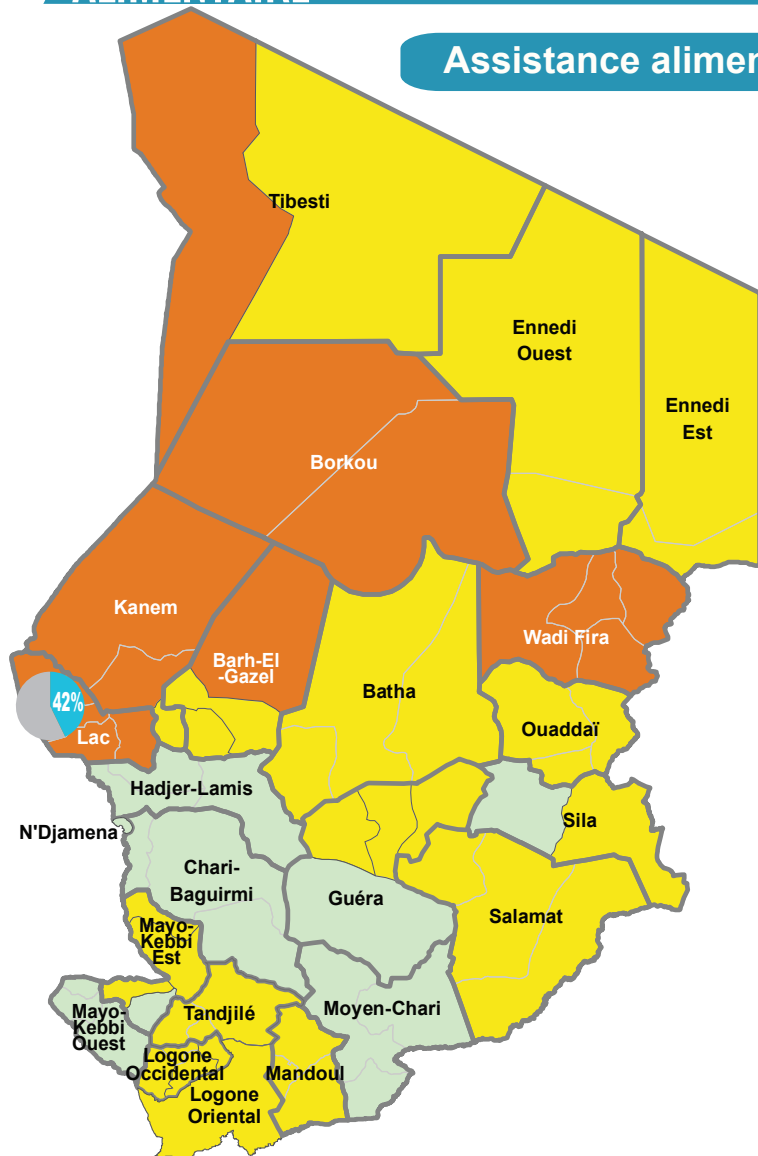 ALIMENTAIRE
Assistance alimen
Tibesti
Ennedi
Ouest
Ennedi
Est
Borkou
Kanem
Wadi Fira
Barh-El
-Gazel
Batha
42%
Lac
Ouaddaï
Hadjer-Lamis
N'Djamena
Sila
Chari-
Baguirmi
Guéra
Salamat
Mayo-
Kebbi
Est
Moyen-Chari
Mayo-
Kebbi
Ouest
Tandjilé
Logone
Occidental
Mandoul
Logone
Oriental